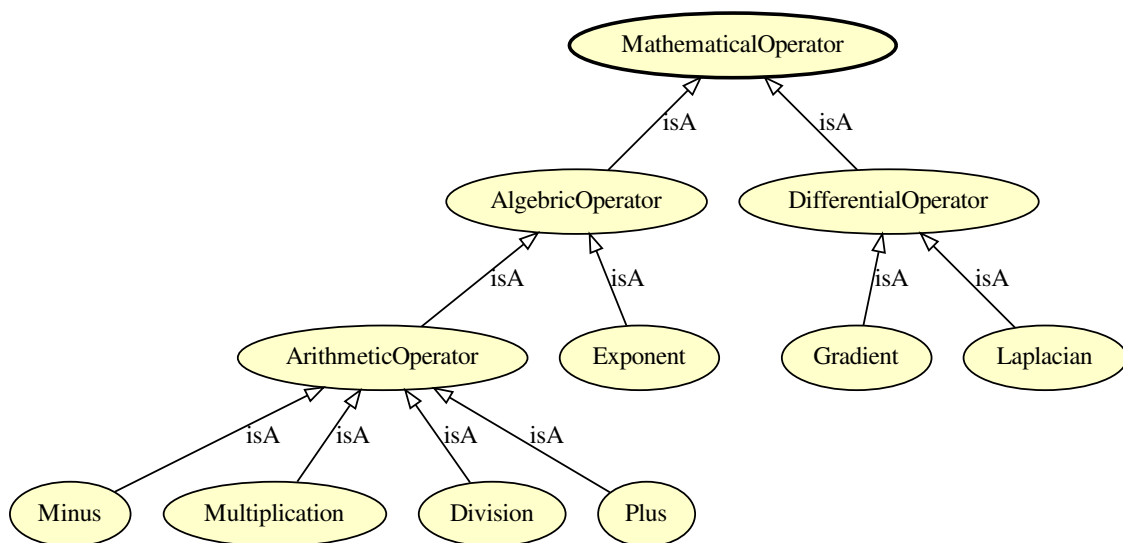 MathematicalOperator
isA
isA
AlgebricOperator
DifferentialOperator
isA
isA
isA
isA
ArithmeticOperator
Exponent
Gradient
Laplacian
isA
isA
isA
isA
Minus
Multiplication
Division
Plus